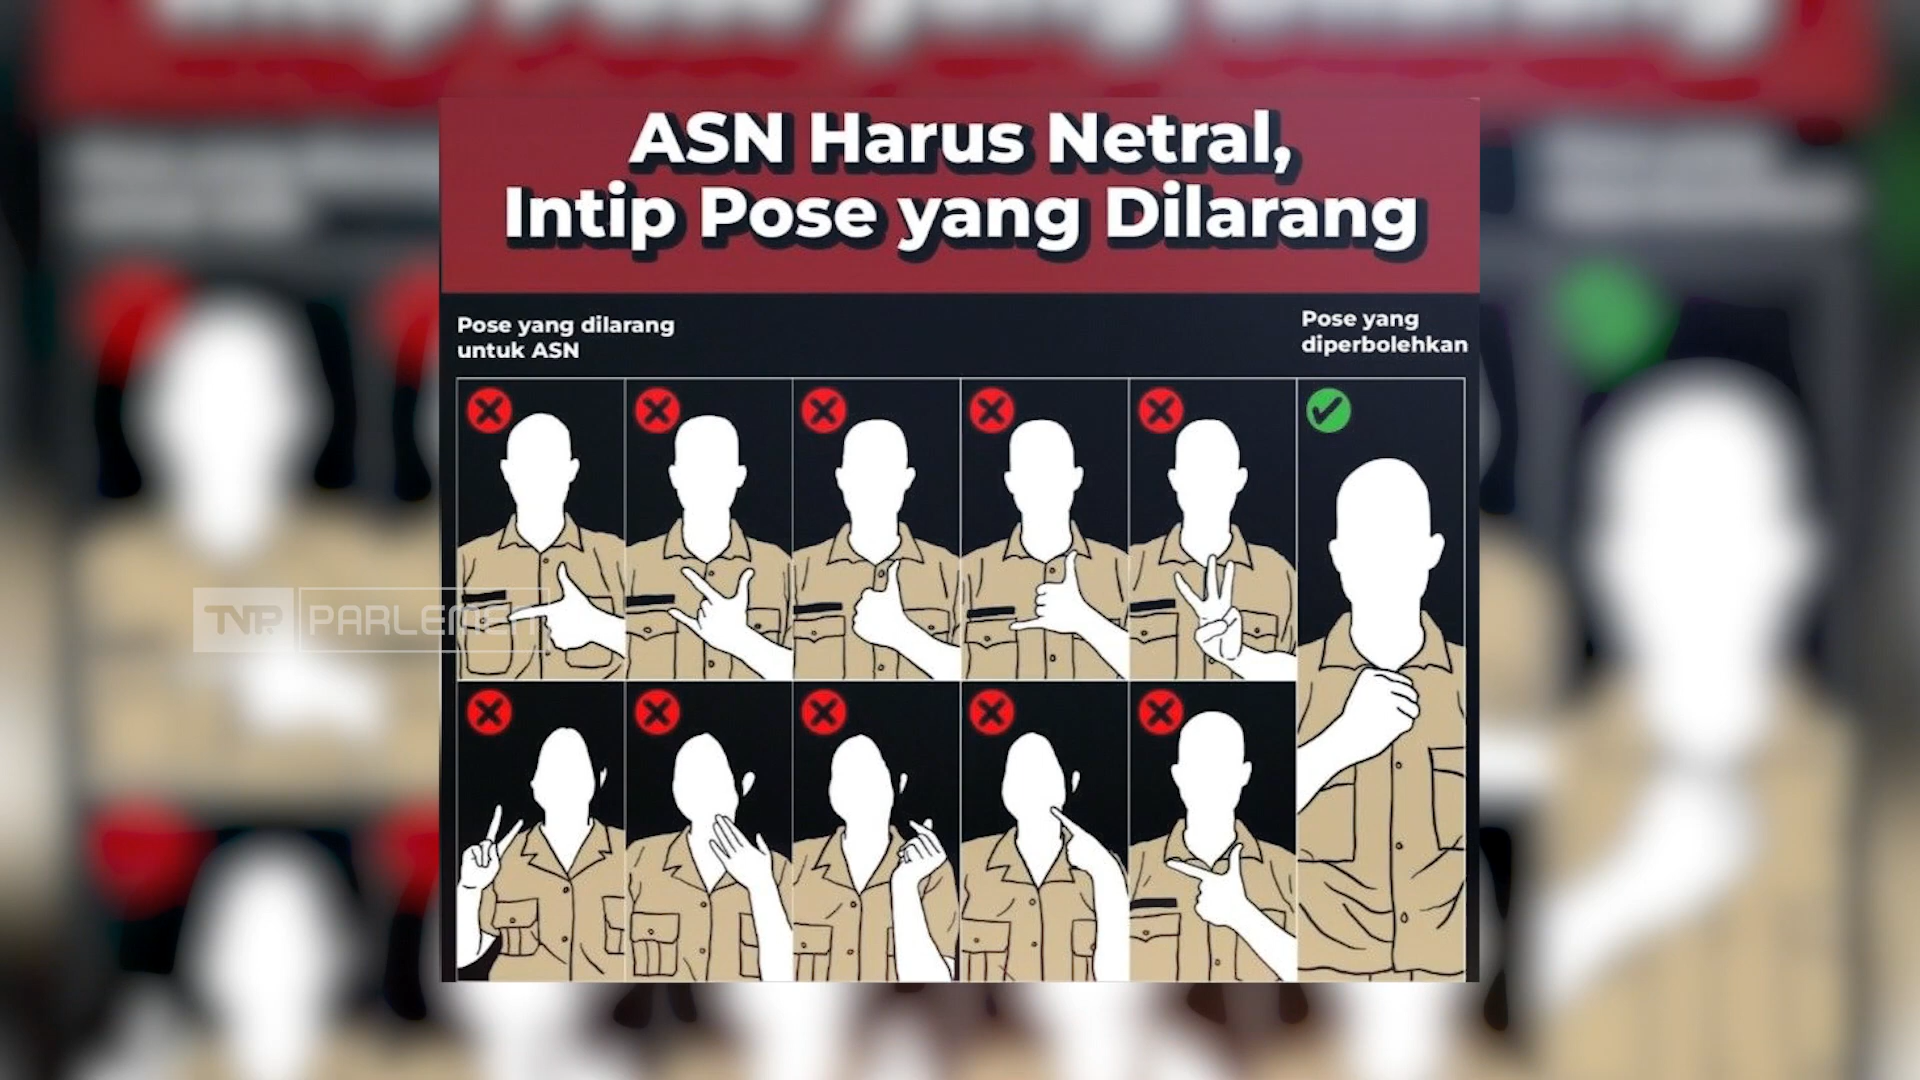 ASN Harus Netral,
Intip Pose yang Dilarang
Pose yang dilarang
untuk ASN
Pose yang
diperbolehkan
TVR PARLEMEN